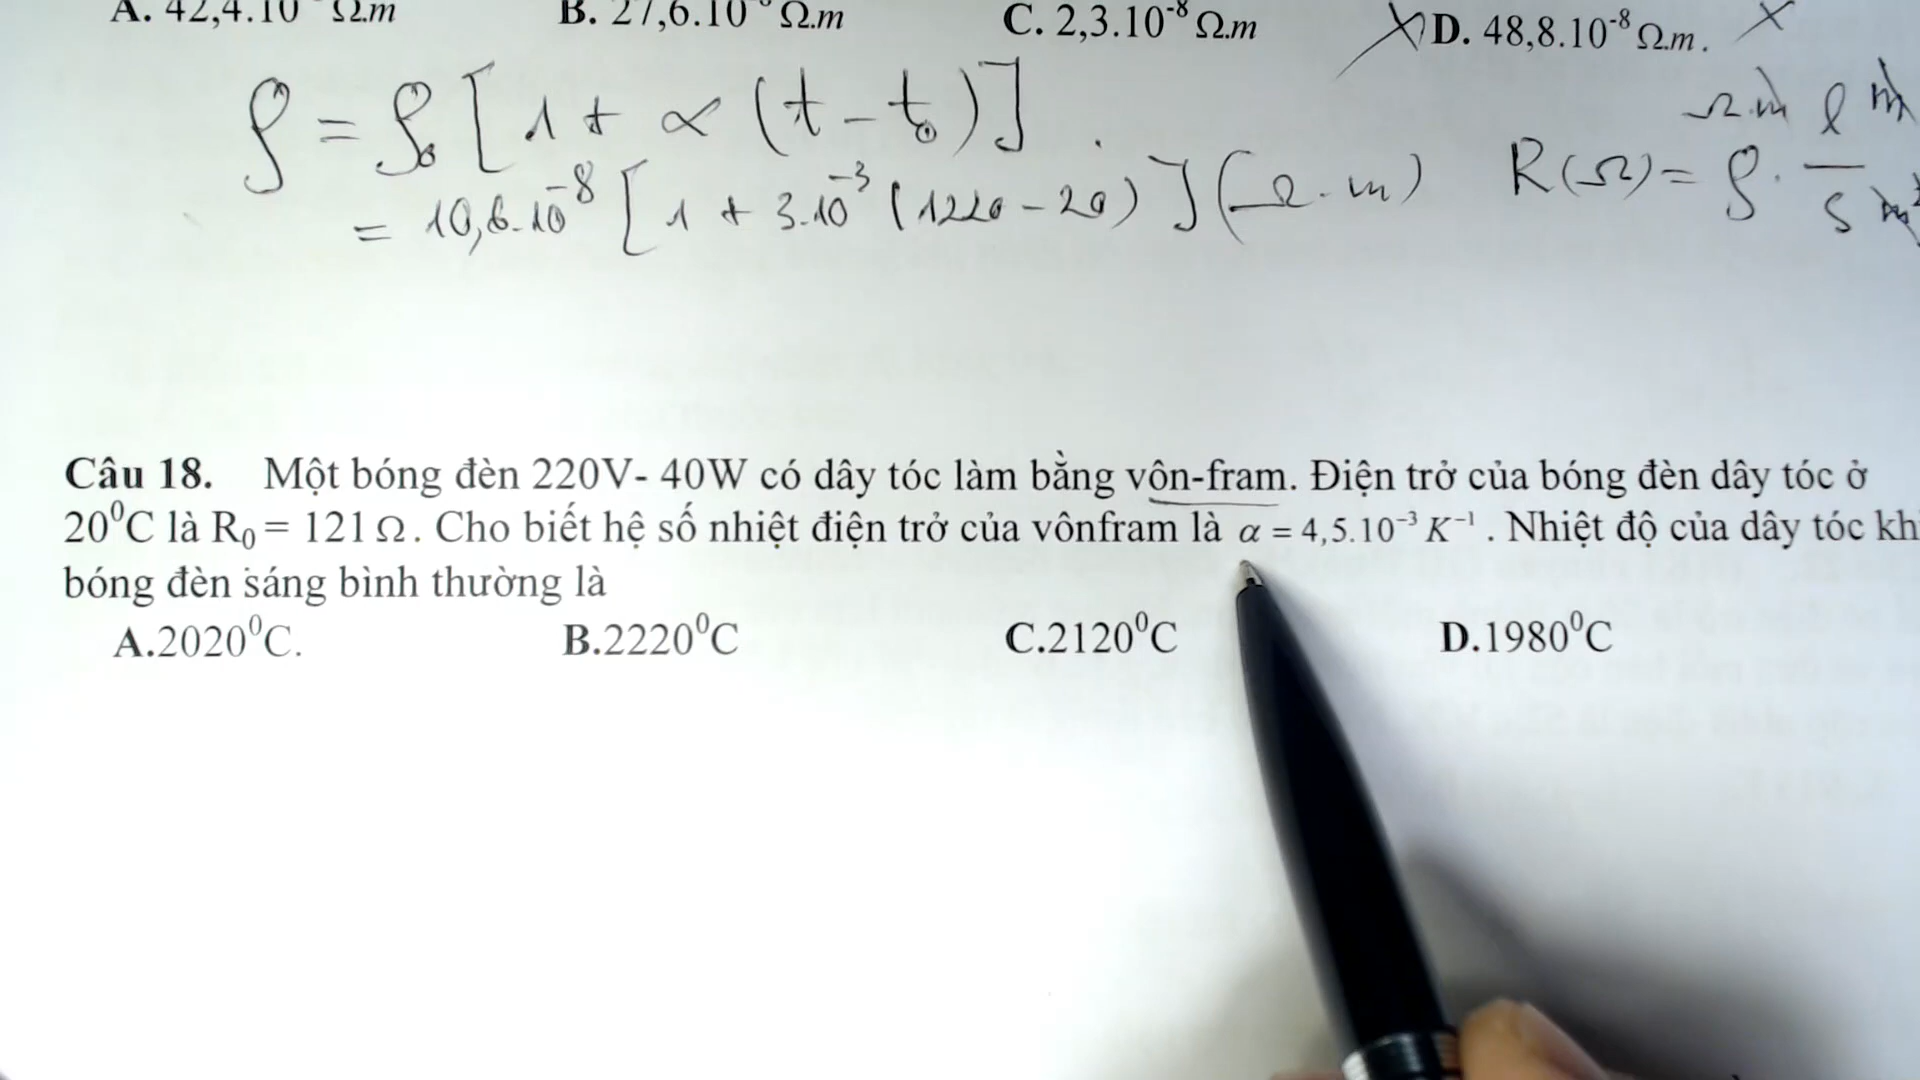 A. 42,4.10 Ω.m B. 27,6.10 Ω.m C. 2,3.10⁻⁸ Ω.m D. 48,8.10⁻⁸ Ω.m .
ρ = ρ₀ [ 1 + α (t - t₀) ] .
= 10,6.10⁻⁸ [ 1 + 3.10⁻³ (1220 - 20) ] (Ω.m)
Ω.m l m
R(Ω) = ρ . — S m²
Câu 18. Một bóng đèn 220V- 40W có dây tóc làm bằng vôn-fram. Điện trở của bóng đèn dây tóc ở
20⁰C là R₀ = 121 Ω . Cho biết hệ số nhiệt điện trở của vônfram là α = 4,5.10⁻³ K⁻¹ . Nhiệt độ của dây tóc kh
bóng đèn sáng bình thường là
A.2020⁰C. B.2220⁰C C.2120⁰C D.1980⁰C